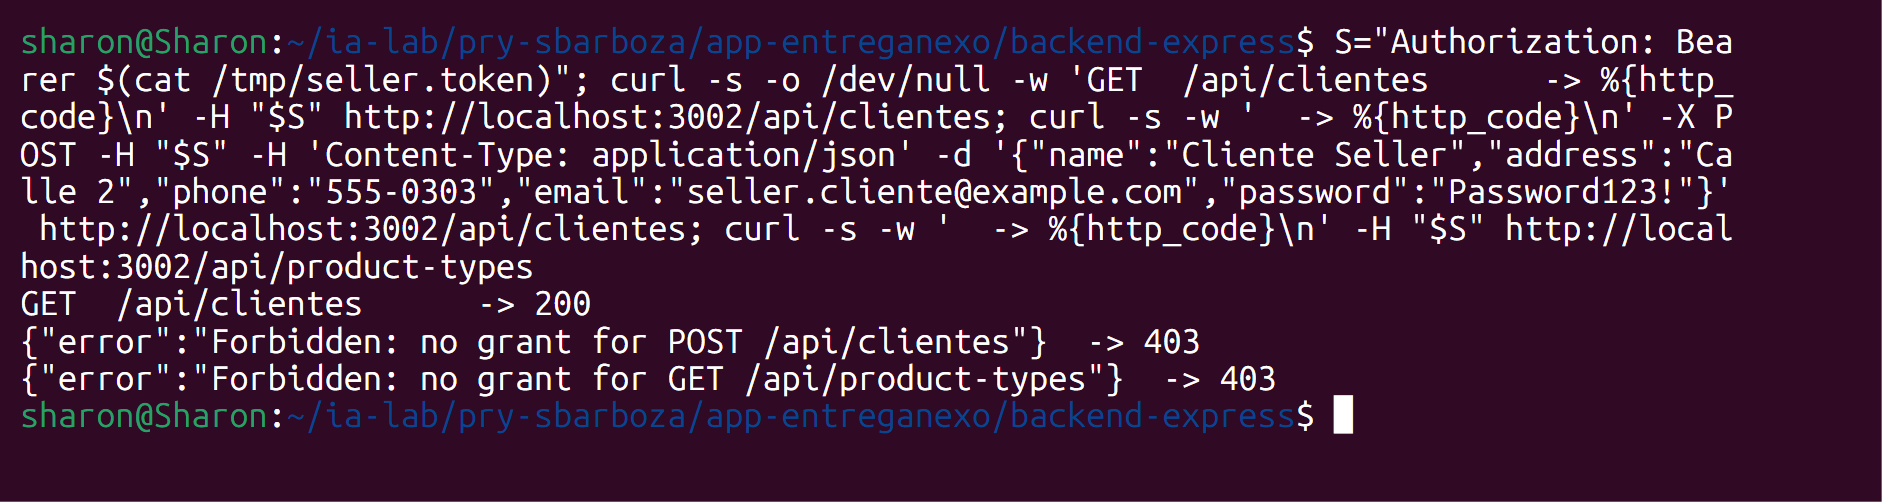 sharon@Sharon:~/ia-lab/pry-sbarboza/app-entreganexo/backend-express$ S="Authorization: Bea
rer $(cat /tmp/seller.token)"; curl -s -o /dev/null -w 'GET  /api/clientes      -> %{http_
code}\n' -H "$S" http://localhost:3002/api/clientes; curl -s -w '  -> %{http_code}\n' -X P
OST -H "$S" -H 'Content-Type: application/json' -d '{"name":"Cliente Seller","address":"Ca
lle 2","phone":"555-0303","email":"seller.cliente@example.com","password":"Password123!"}'
 http://localhost:3002/api/clientes; curl -s -w '  -> %{http_code}\n' -H "$S" http://local
host:3002/api/product-types
GET  /api/clientes      -> 200
{"error":"Forbidden: no grant for POST /api/clientes"}  -> 403
{"error":"Forbidden: no grant for GET /api/product-types"}  -> 403
sharon@Sharon:~/ia-lab/pry-sbarboza/app-entreganexo/backend-express$